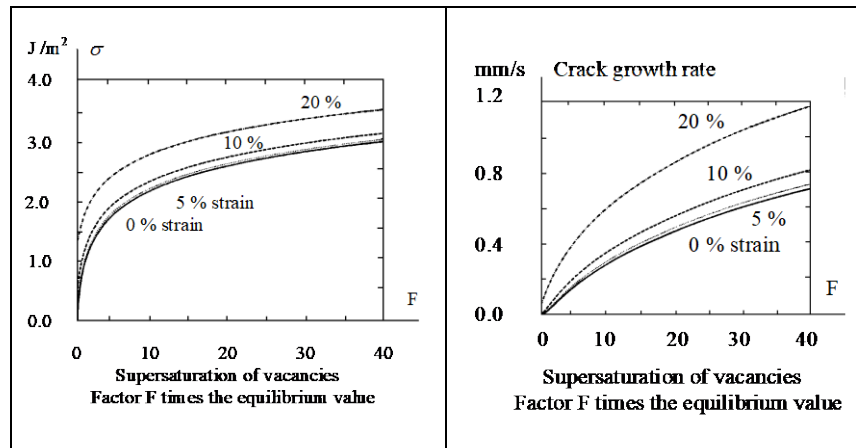 J /m² σ
4.0
20 %
3.0
10 %
2.0
5 % strain
0 % strain
1.0
F
0.0
0 10 20 30 40
Supersaturation of vacancies
Factor F times the equilibrium value
mm/s Crack growth rate
1.2
20 %
0.8
10 %
5 %
0.4
0 % strain
F
0.0
0 10 20 30 40
Supersaturation of vacancies
Factor F times the equilibrium value